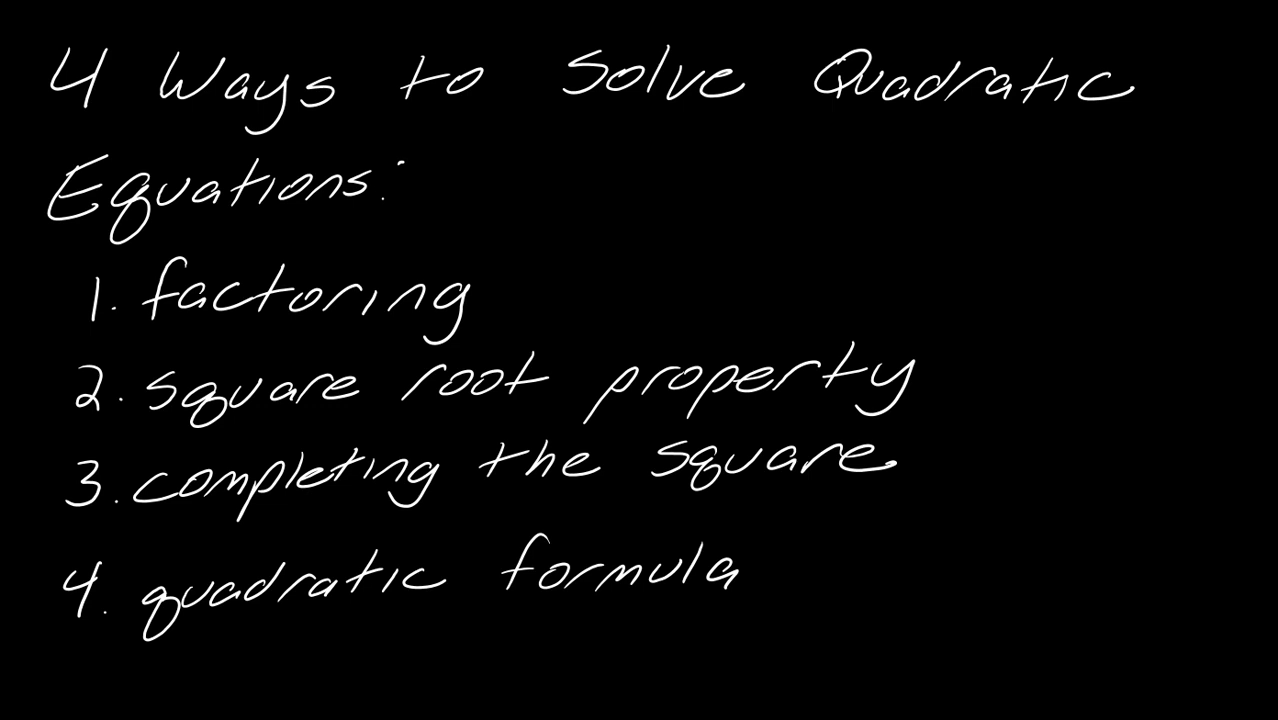 4 Ways to Solve Quadratic
Equations:
1. factoring
2. square root property
3. completing the square
4. quadratic formula